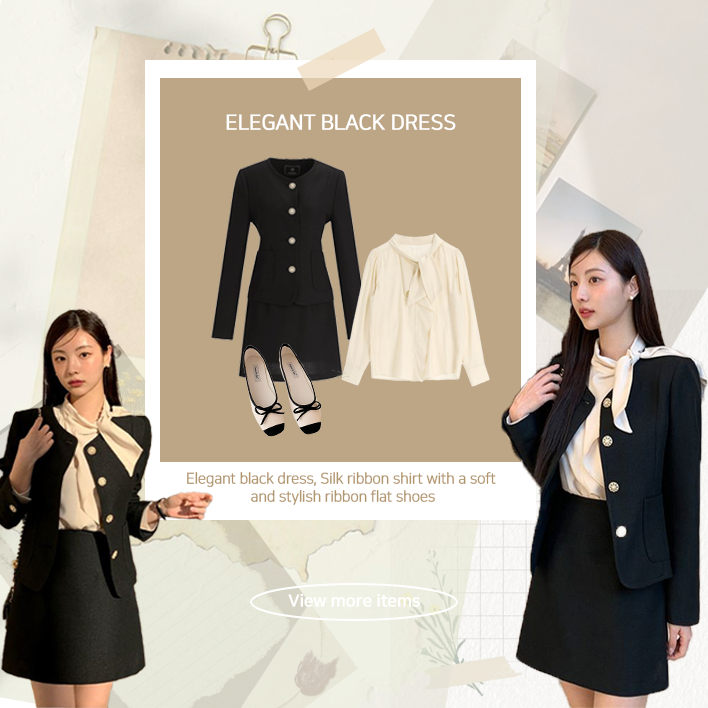 ELEGANT BLACK DRESS
Elegant black dress, Silk ribbon shirt with a soft
and stylish ribbon flat shoes
View more items